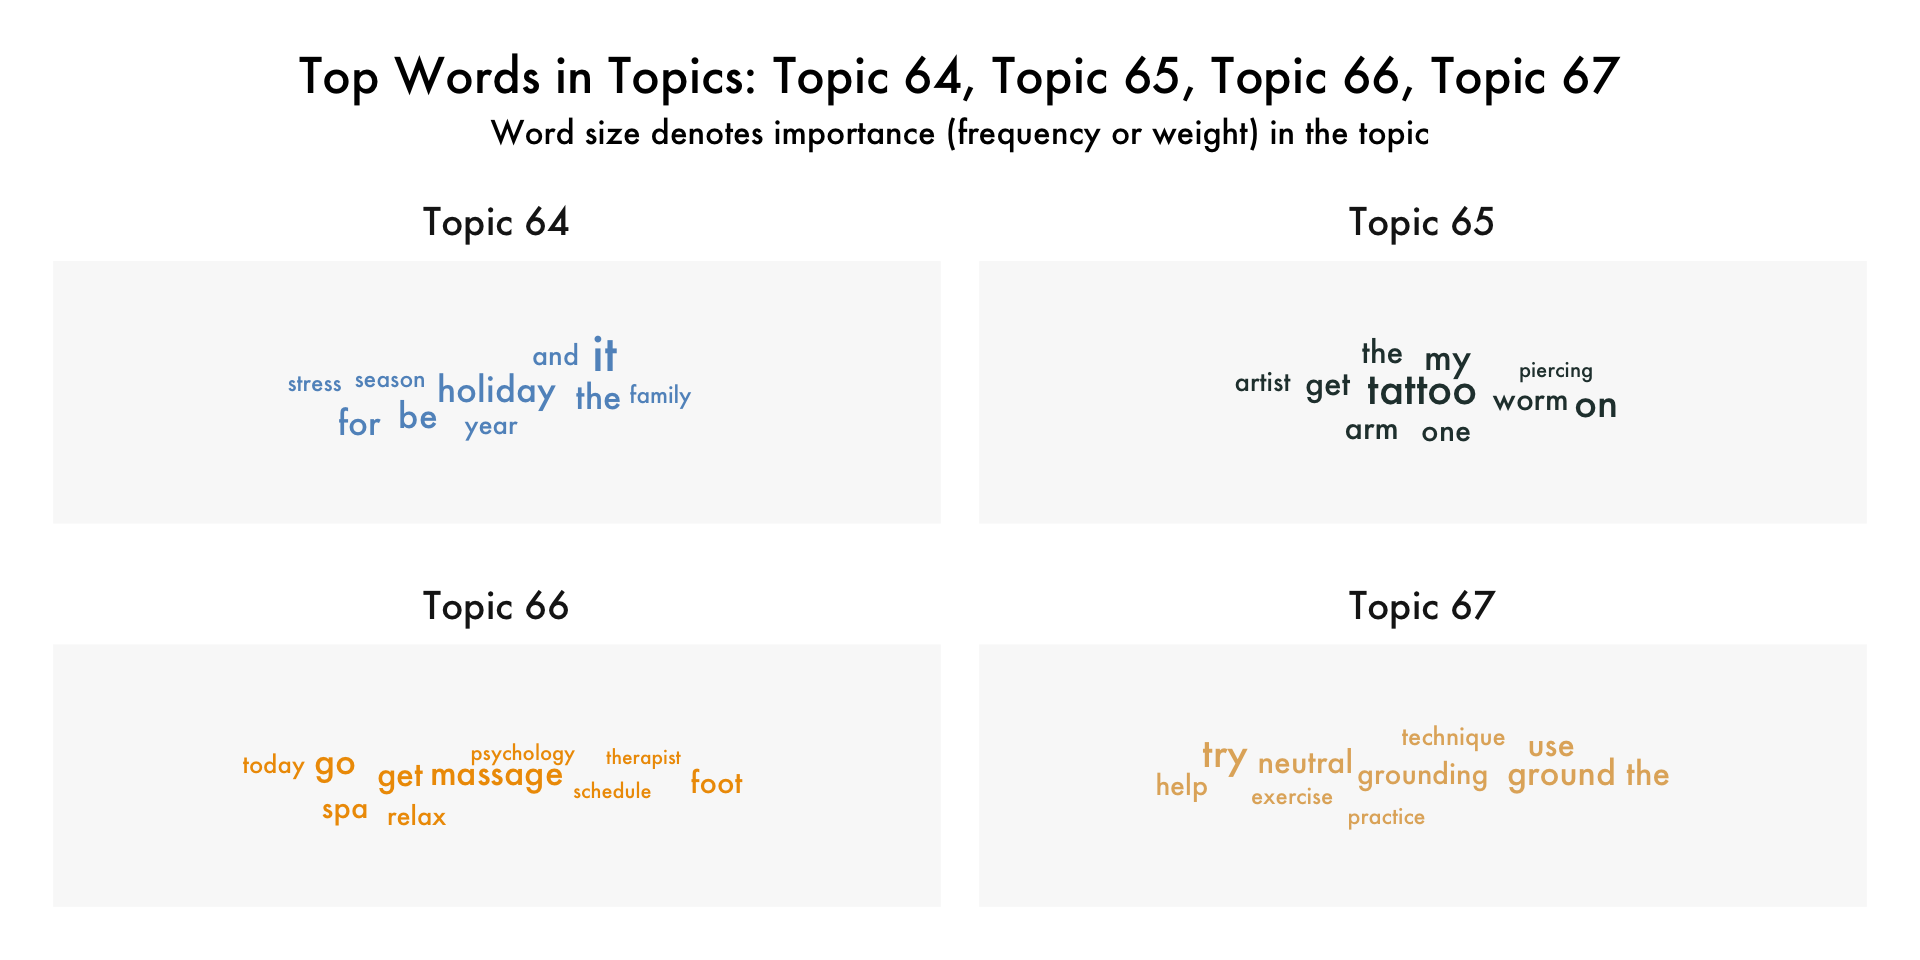 Top Words in Topics: Topic 64, Topic 65, Topic 66, Topic 67
Word size denotes importance (frequency or weight) in the topic
Topic 64
and it
stress season holiday the family
for be year
Topic 65
the my piercing
artist get tattoo worm on
arm one
Topic 66
psychology therapist
today go get massage schedule foot
spa relax
Topic 67
technique use
try neutral grounding ground the
help exercise
practice